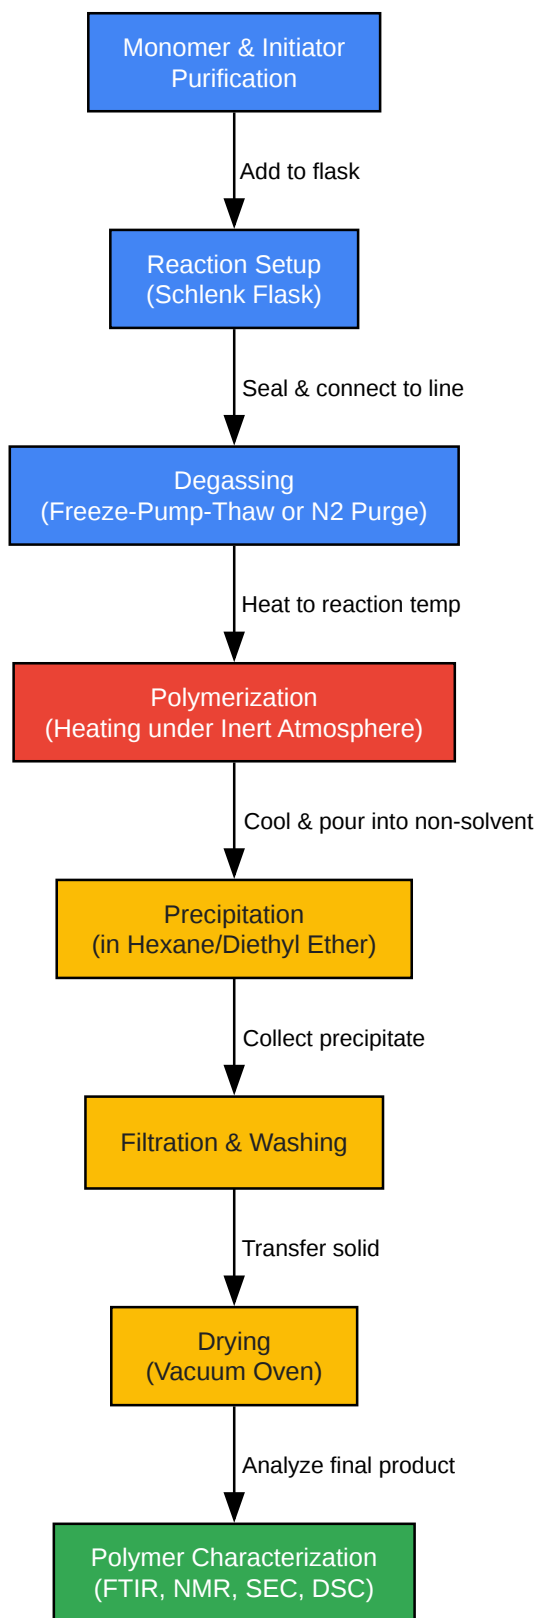 Monomer & Initiator
Purification
Add to flask
Reaction Setup
(Schlenk Flask)
Seal & connect to line
Degassing
(Freeze-Pump-Thaw or N2 Purge)
Heat to reaction temp
Polymerization
(Heating under Inert Atmosphere)
Cool & pour into non-solvent
Precipitation
(in Hexane/Diethyl Ether)
Collect precipitate
Filtration & Washing
Transfer solid
Drying
(Vacuum Oven)
Analyze final product
Polymer Characterization
(FTIR, NMR, SEC, DSC)